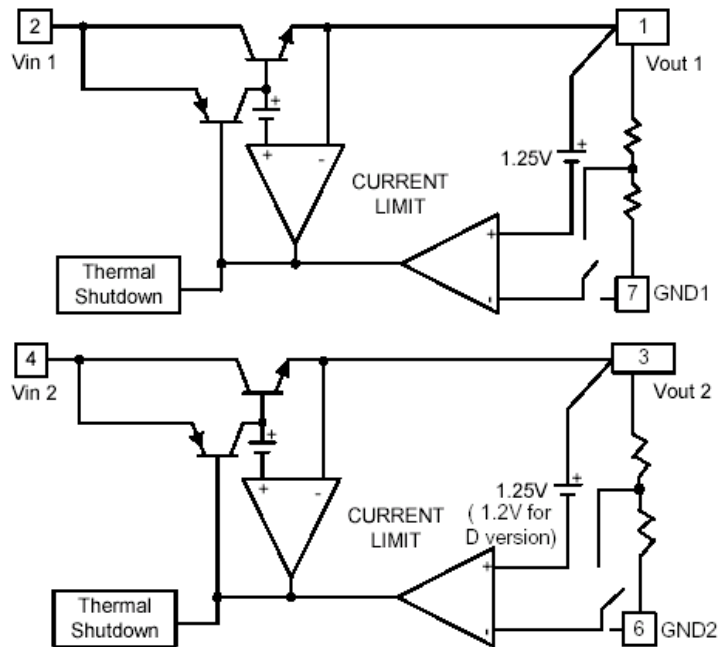 2
Vin 1
1
Vout 1
+
+
-
1.25V
+
CURRENT
LIMIT
+
-
Thermal
Shutdown
7
GND1
4
Vin 2
3
Vout 2
+
+
-
1.25V
+
( 1.2V for
D version)
CURRENT
LIMIT
+
-
Thermal
Shutdown
6
GND2